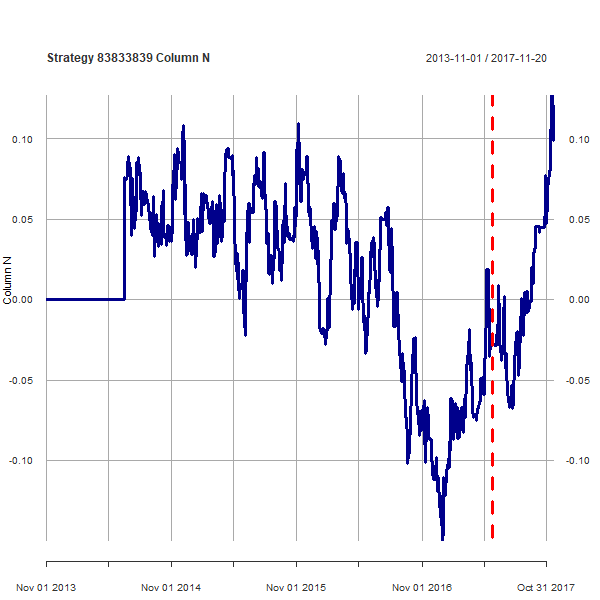 Strategy 83833839 Column N
2013-11-01 / 2017-11-20
Column N
0.10
0.05
0.00
-0.05
-0.10
0.10
0.05
0.00
-0.05
-0.10
Nov 01 2013
Nov 01 2014
Nov 01 2015
Nov 01 2016
Oct 31 2017